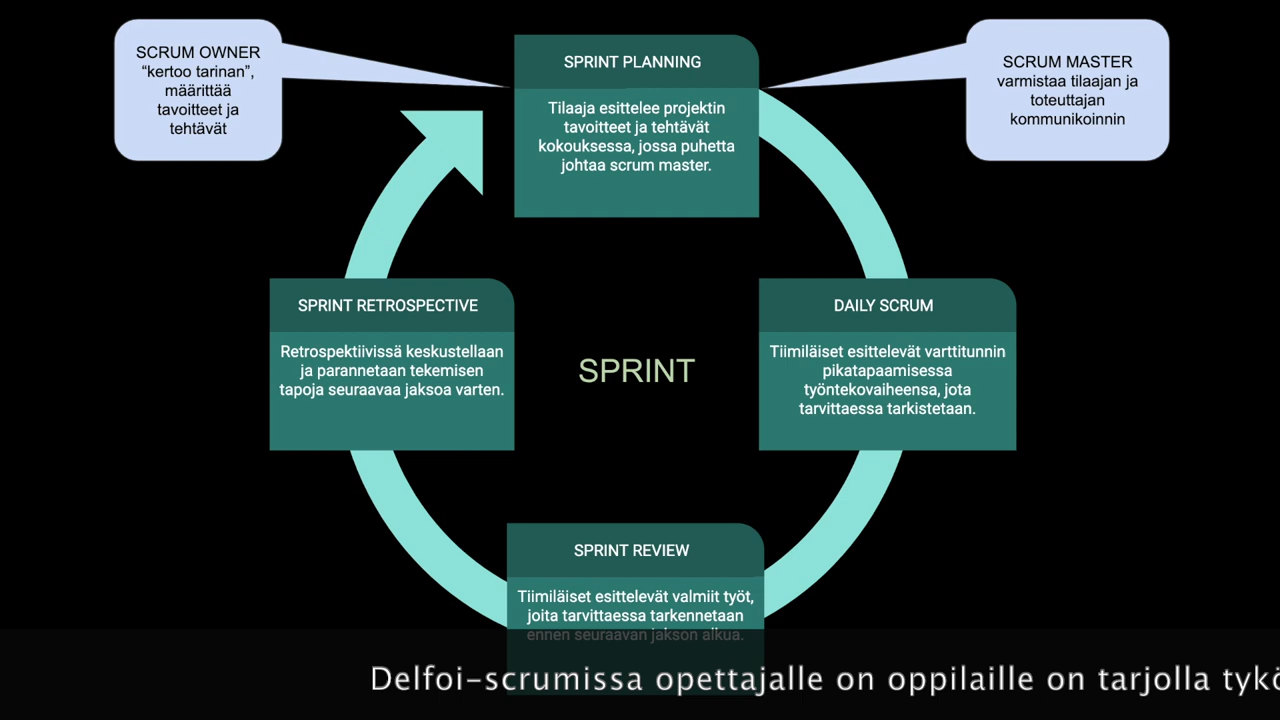 SCRUM OWNER
“kertoo tarinan”,
määrittää
tavoitteet ja
tehtävät
SPRINT PLANNING
Tilaaja esittelee projektin
tavoitteet ja tehtävät
kokouksessa, jossa puhetta
johtaa scrum master.
SCRUM MASTER
varmistaa tilaajan ja
toteuttajan
kommunikoinnin
SPRINT RETROSPECTIVE
Retrospektiivissä keskustellaan
ja parannetaan tekemisen
tapoja seuraavaa jaksoa varten.
SPRINT
DAILY SCRUM
Tiimiläiset esittelevät varttitunnin
pikatapaamisessa
työntekovaiheensa, jota
tarvittaessa tarkistetaan.
SPRINT REVIEW
Tiimiläiset esittelevät valmiit työt,
joita tarvittaessa tarkennetaan
ennen seuraavan jakson alkua.
Delfoi-scrumissa opettajalle on oppilaille on tarjolla